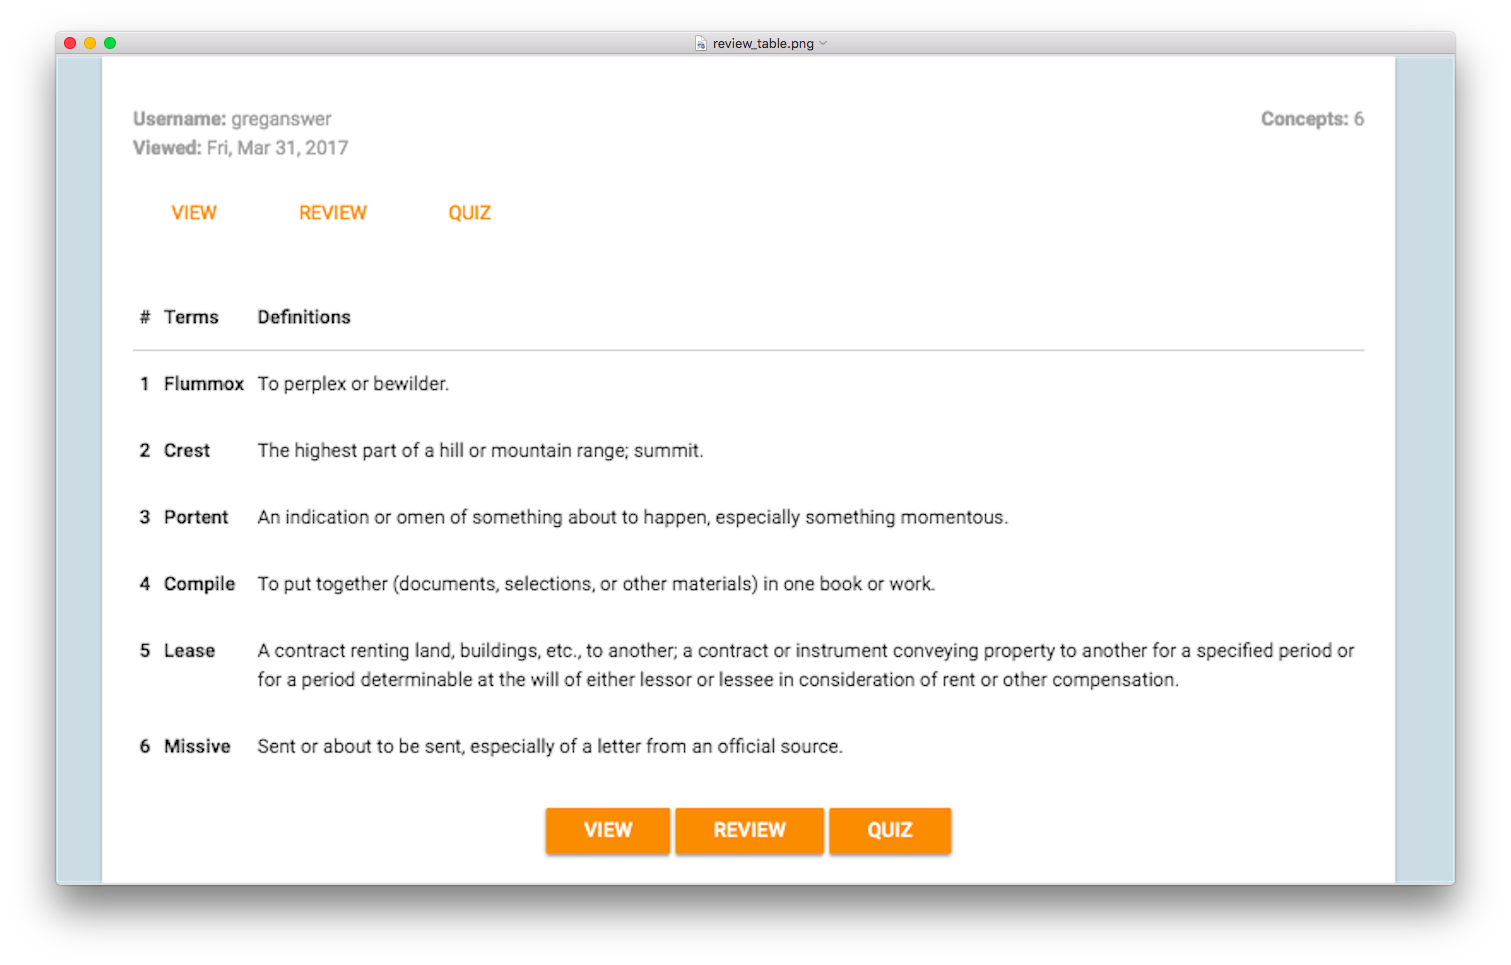 review_table.png
Username: greganswer Concepts: 6
Viewed: Fri, Mar 31, 2017
VIEW REVIEW QUIZ
# Terms Definitions
1 Flummox To perplex or bewilder.
2 Crest The highest part of a hill or mountain range; summit.
3 Portent An indication or omen of something about to happen, especially something momentous.
4 Compile To put together (documents, selections, or other materials) in one book or work.
5 Lease A contract renting land, buildings, etc., to another; a contract or instrument conveying property to another for a specified period or
for a period determinable at the will of either lessor or lessee in consideration of rent or other compensation.
6 Missive Sent or about to be sent, especially of a letter from an official source.
VIEW REVIEW QUIZ